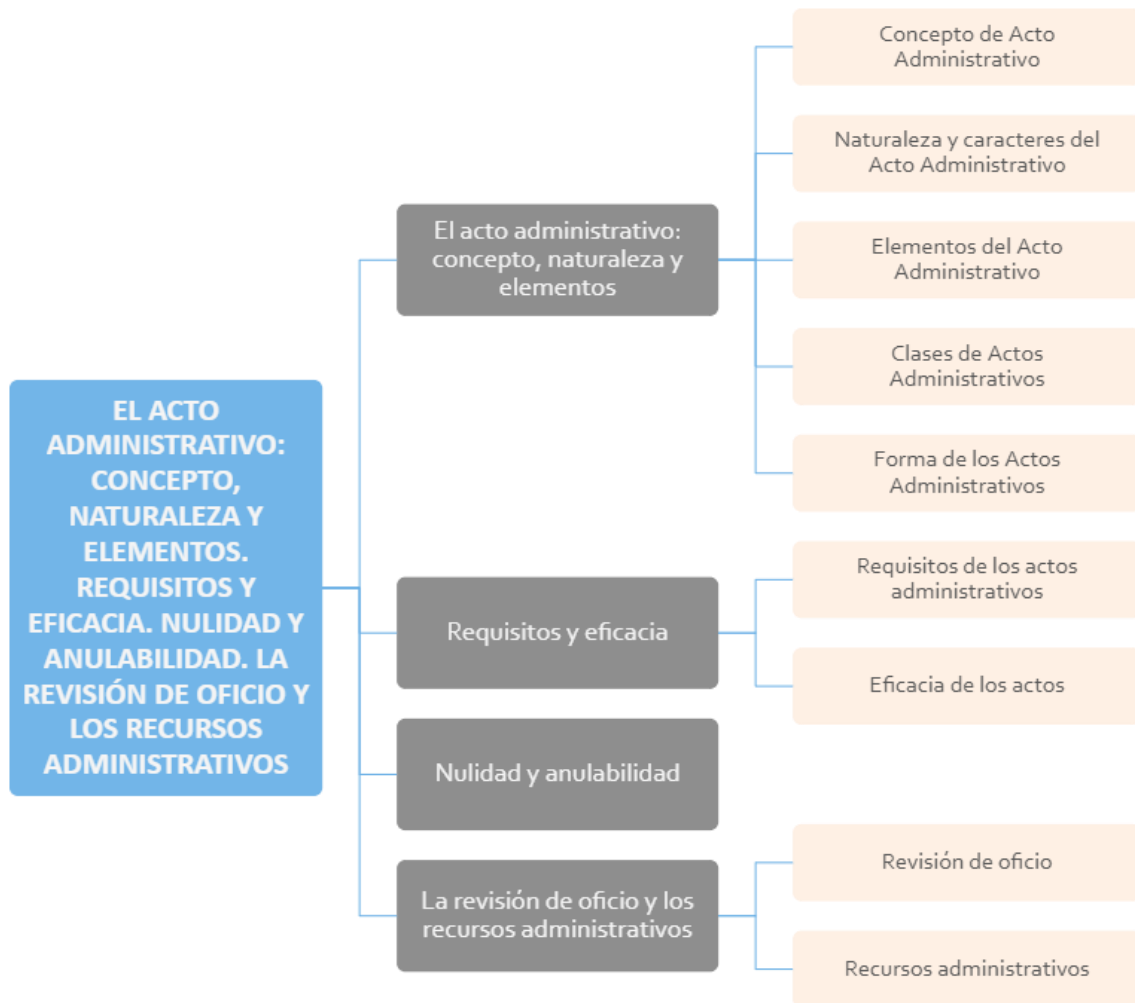 EL ACTO
ADMINISTRATIVO:
CONCEPTO,
NATURALEZA Y
ELEMENTOS.
REQUISITOS Y
EFICACIA. NULIDAD Y
ANULABILIDAD. LA
REVISIÓN DE OFICIO Y
LOS RECURSOS
ADMINISTRATIVOS
El acto administrativo:
concepto, naturaleza y
elementos
Concepto de Acto
Administrativo
Naturaleza y caracteres del
Acto Administrativo
Elementos del Acto
Administrativo
Clases de Actos
Administrativos
Forma de los Actos
Administrativos
Requisitos y eficacia
Requisitos de los actos
administrativos
Eficacia de los actos
Nulidad y anulabilidad
La revisión de oficio y los
recursos administrativos
Revisión de oficio
Recursos administrativos